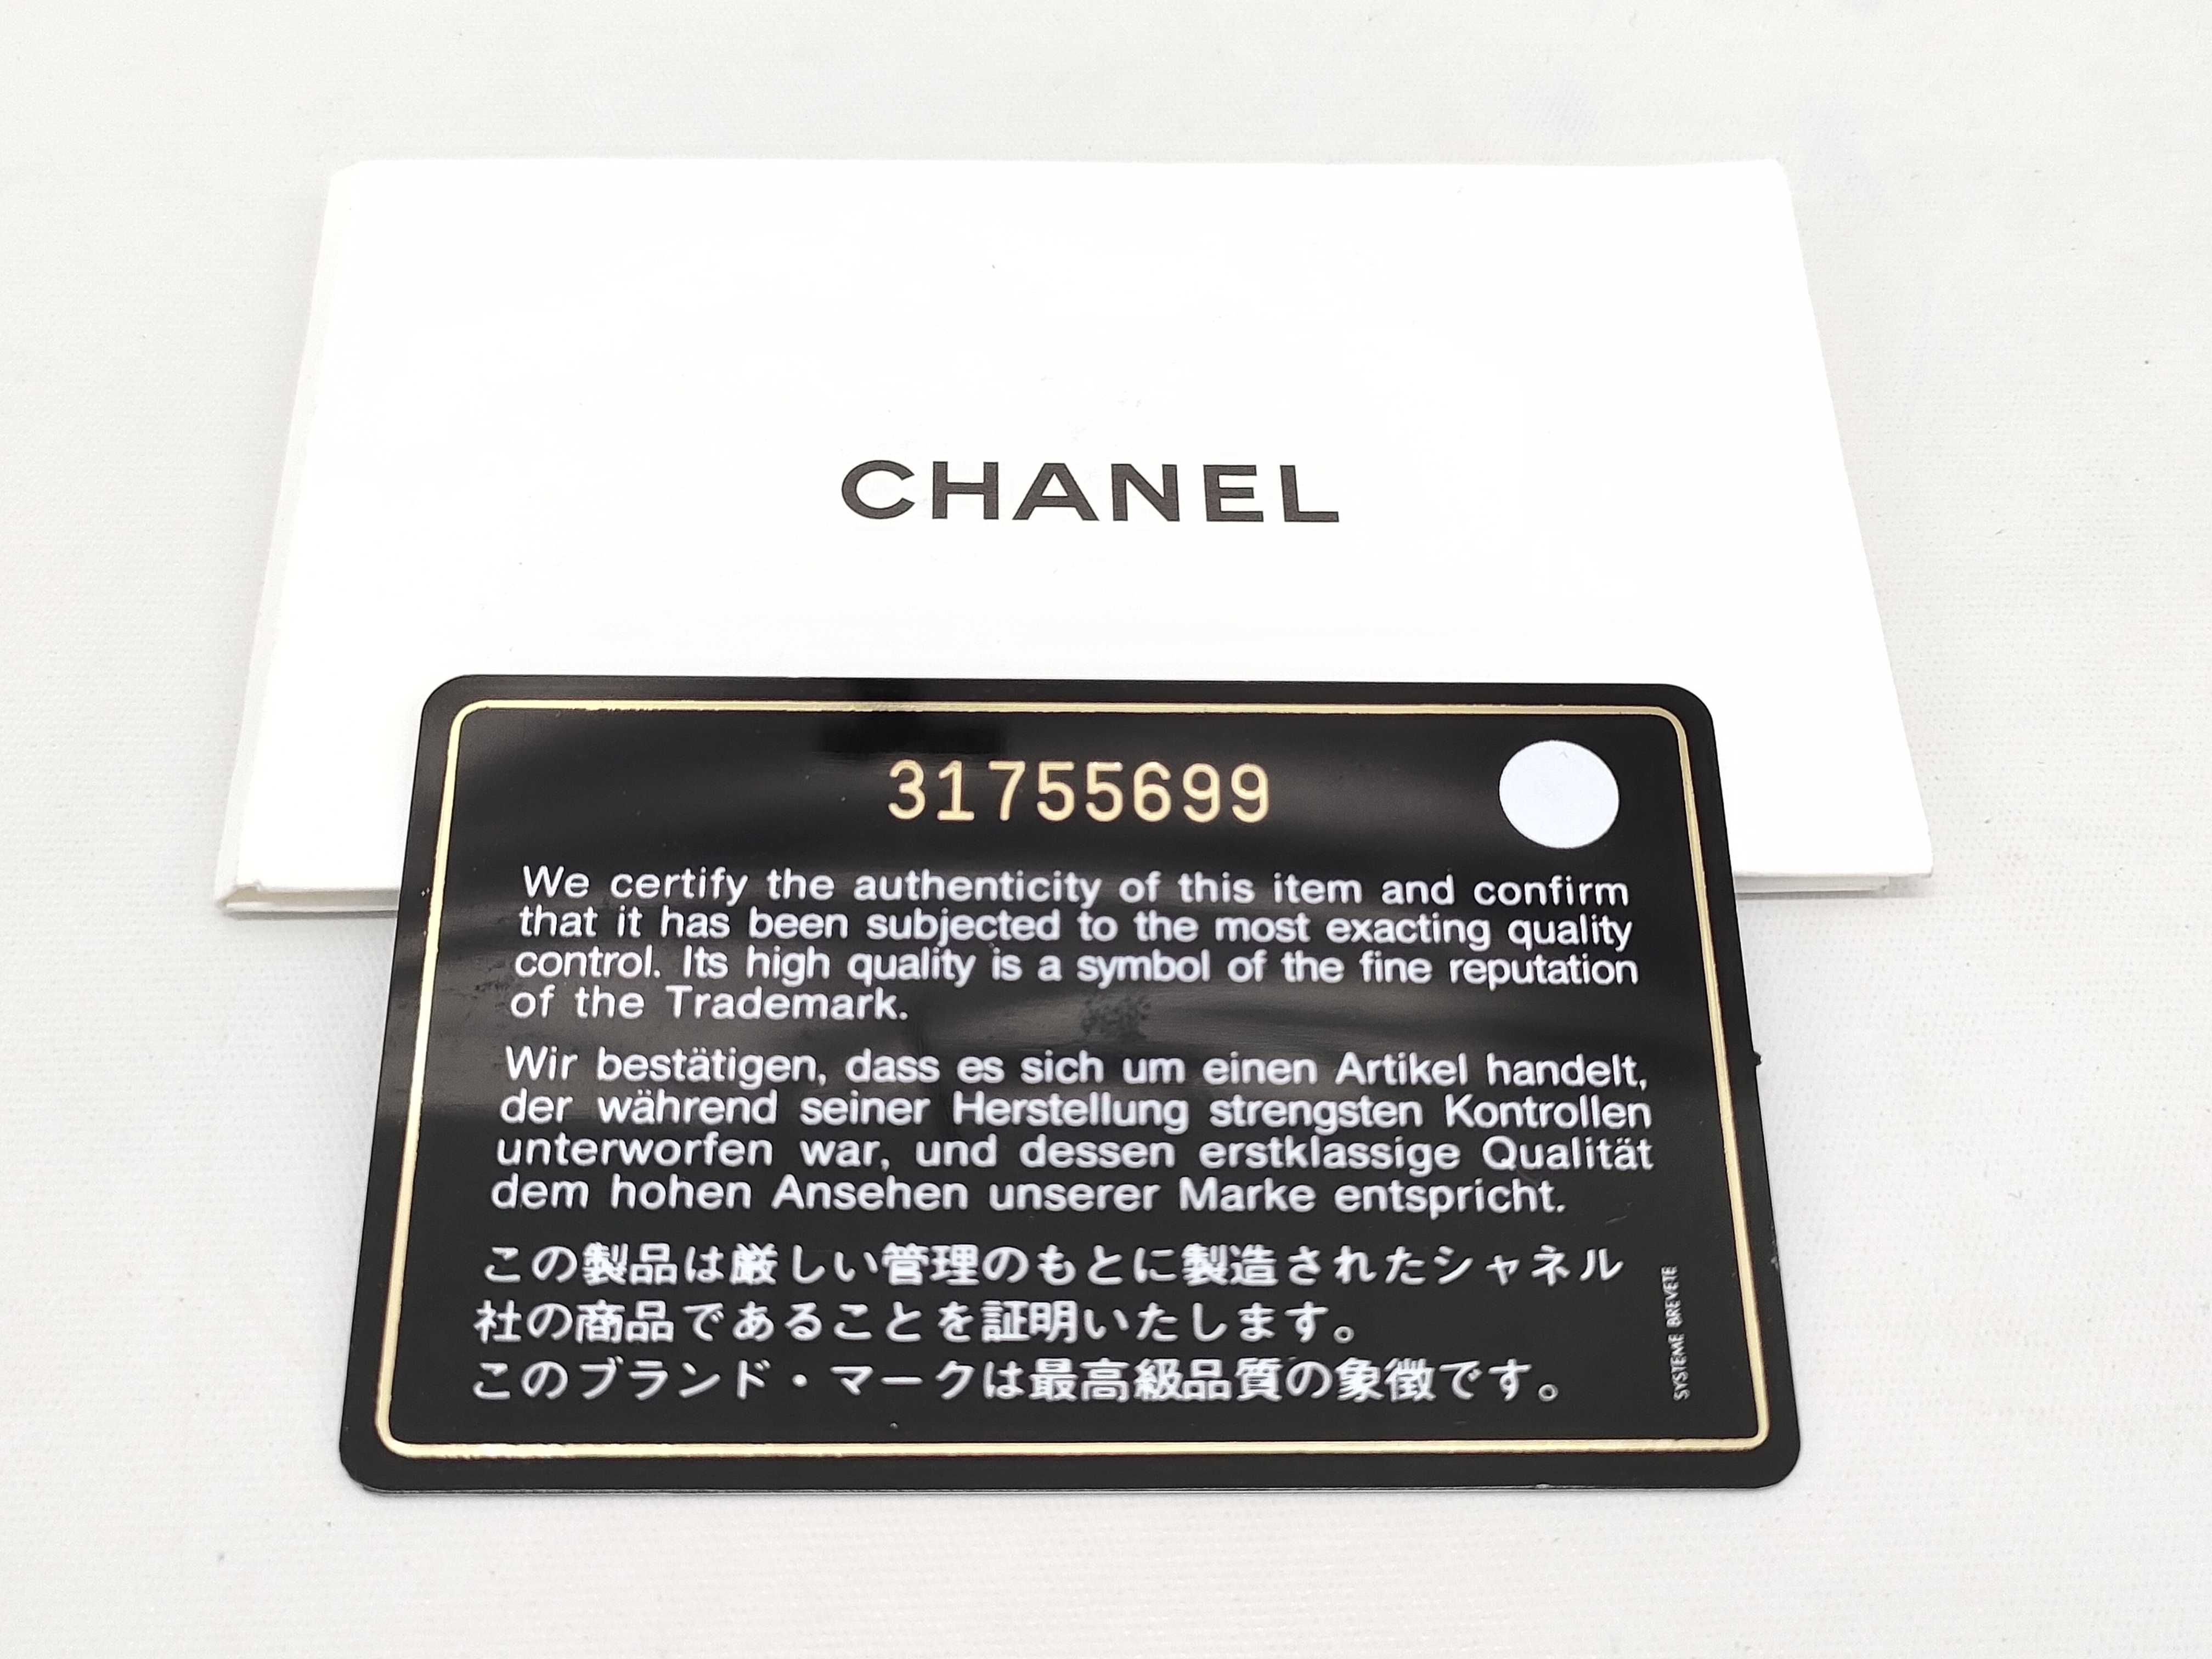 CHANEL
31755699
We certify the authenticity of this item and confirm
that it has been subjected to the most exacting quality
control. Its high quality is a symbol of the fine reputation
of the Trademark.
Wir bestätigen, dass es sich um einen Artikel handelt,
der während seiner Herstellung strengsten Kontrollen
unterworfen war, und dessen erstklassige Qualität
dem hohen Ansehen unserer Marke entspricht.
この製品は厳しい管理のもとに製造されたシャネル
社の商品であることを証明いたします。
このブランド・マークは最高級品質の象徴です。
SYSTEME BREVETE